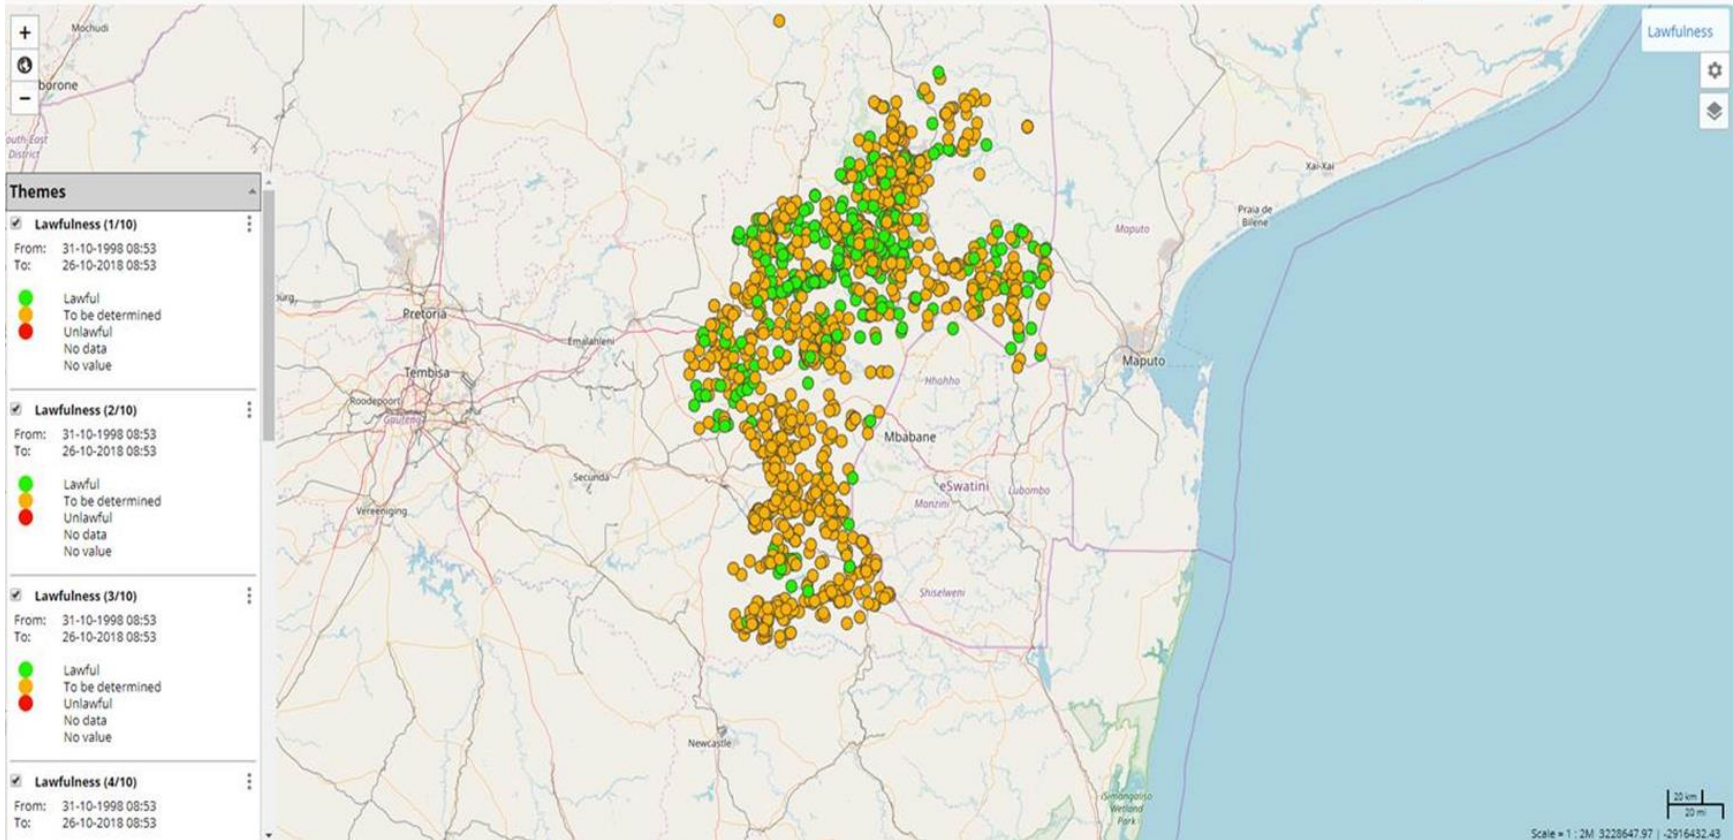 Mochudi
borone
South-East
District
+
−
Themes
Lawfulness (1/10)
From: 31-10-1998 08:53
To: 26-10-2018 08:53
Lawful
To be determined
Unlawful
No data
No value
Lawfulness (2/10)
From: 31-10-1998 08:53
To: 26-10-2018 08:53
Lawful
To be determined
Unlawful
No data
No value
Lawfulness (3/10)
From: 31-10-1998 08:53
To: 26-10-2018 08:53
Lawful
To be determined
Unlawful
No data
No value
Lawfulness (4/10)
From: 31-10-1998 08:53
To: 26-10-2018 08:53
Lawfulness
Xai-Xai
Praia de
Bilene
Maputo
Pretoria
Emalahleni
Maputo
Tembisa
Hhohho
Roodepoort
Gauteng
Mbabane
Secunda
eSwatini
Lubombo
Manzini
Vereeniging
Shiselweni
Newcastle
iSimangaliso
Wetland
Park
20 km
20 mi
Scale = 1 : 2M 3228647.97 | -2916432.43